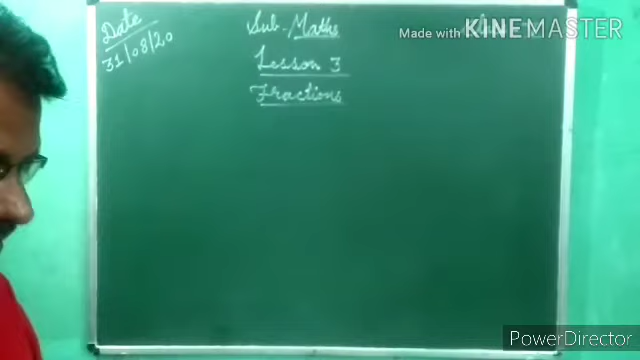 Date
31/08/20
Sub- Maths
Lesson 3
Fractions
Made with KINEMASTER
PowerDirector